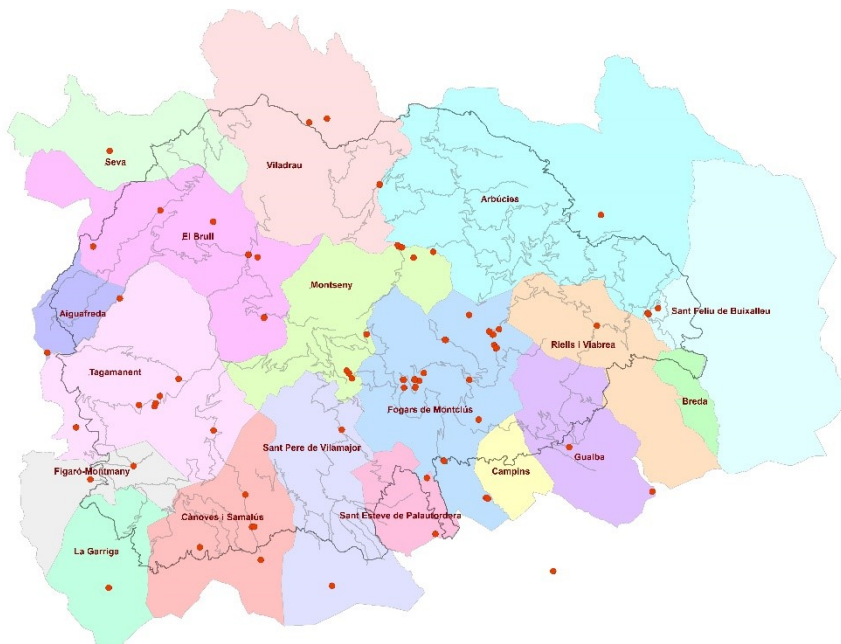 Seva
Viladrau
Arbúcies
El Brull
Montseny
Aiguafreda
Sant Feliu de Buixalleu
Riells i Viabrea
Tagamanent
Breda
Fogars de Montclús
Sant Pere de Vilamajor
Gualba
Figaró-Montmany
Campins
Cànoves i Samalús
Sant Esteve de Palautordera
La Garriga